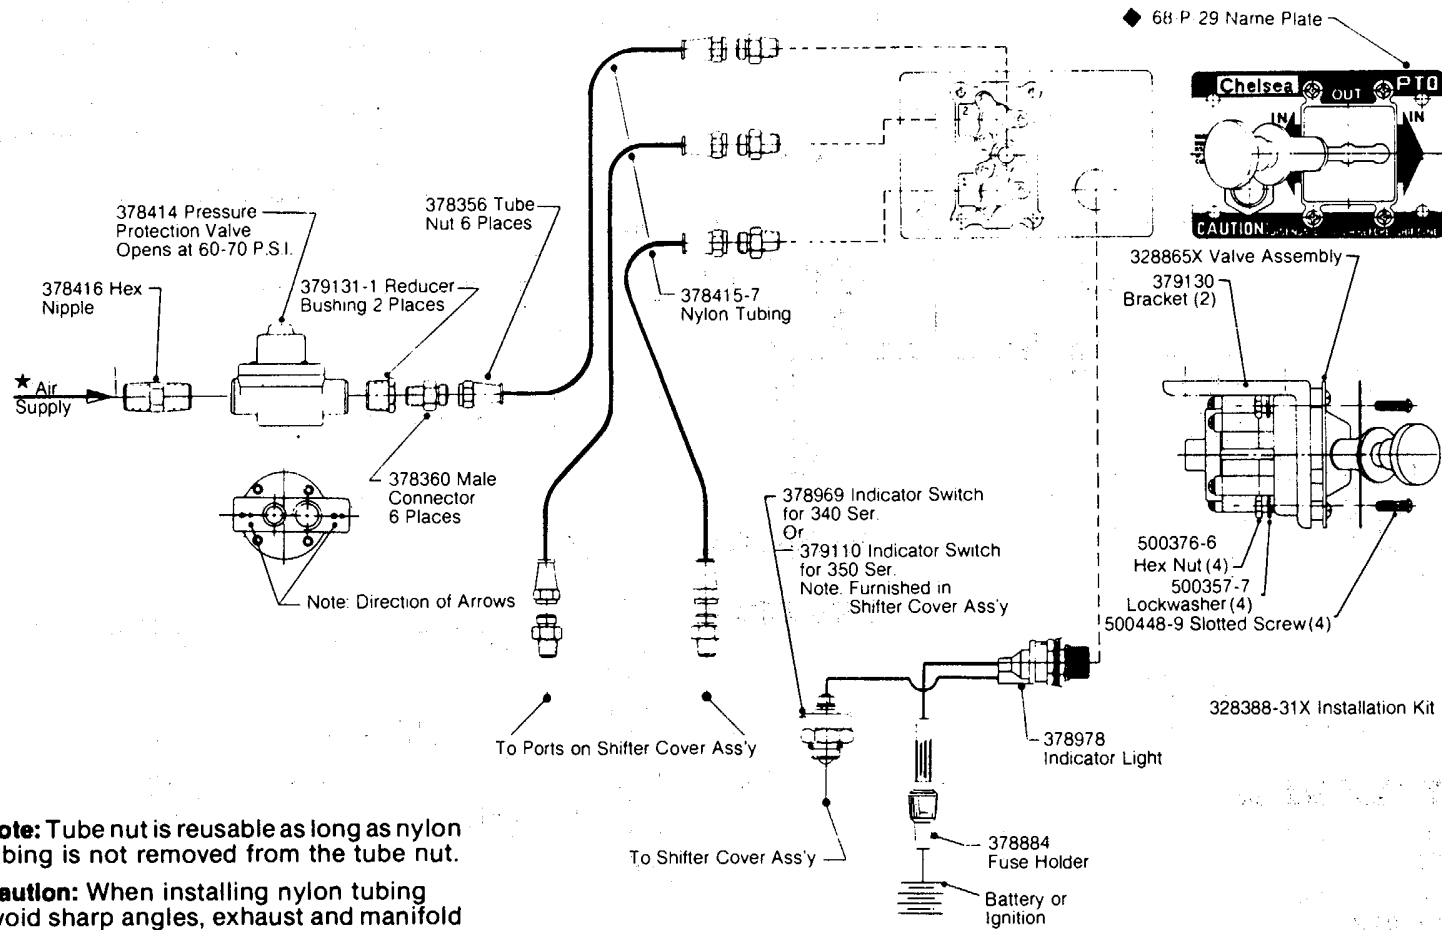 ◆ 68-P-29 Name Plate
Chelsea
OUT
PTO
IN
IN
CAUTION:
378414 Pressure
Protection Valve
Opens at 60-70 P.S.I.
378356 Tube
Nut 6 Places
378416 Hex
Nipple
379131-1 Reducer
Bushing 2 Places
378415-7
Nylon Tubing
328865X Valve Assembly
379130
Bracket (2)
★ Air
Supply
378360 Male
Connector
6 Places
Note: Direction of Arrows
378969 Indicator Switch
for 340 Ser.
Or
379110 Indicator Switch
for 350 Ser.
Note. Furnished in
Shifter Cover Ass'y
500376-6
Hex Nut (4)
500357-7
Lockwasher (4)
500448-9 Slotted Screw (4)
328388-31X Installation Kit
To Ports on Shifter Cover Ass'y
378978
Indicator Light
To Shifter Cover Ass'y
378884
Fuse Holder
Battery or
Ignition
ote: Tube nut is reusable as long as nylon
bing is not removed from the tube nut.
aution: When installing nylon tubing
void sharp angles, exhaust and manifold